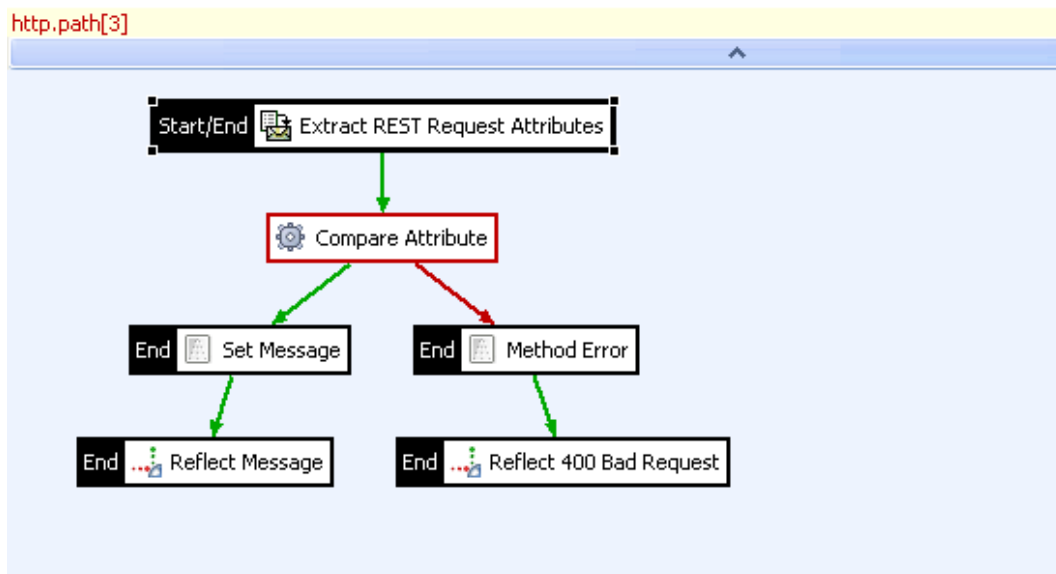 http.path[3]
Start/End Extract REST Request Attributes
Compare Attribute
End Set Message
End Method Error
End Reflect Message
End Reflect 400 Bad Request